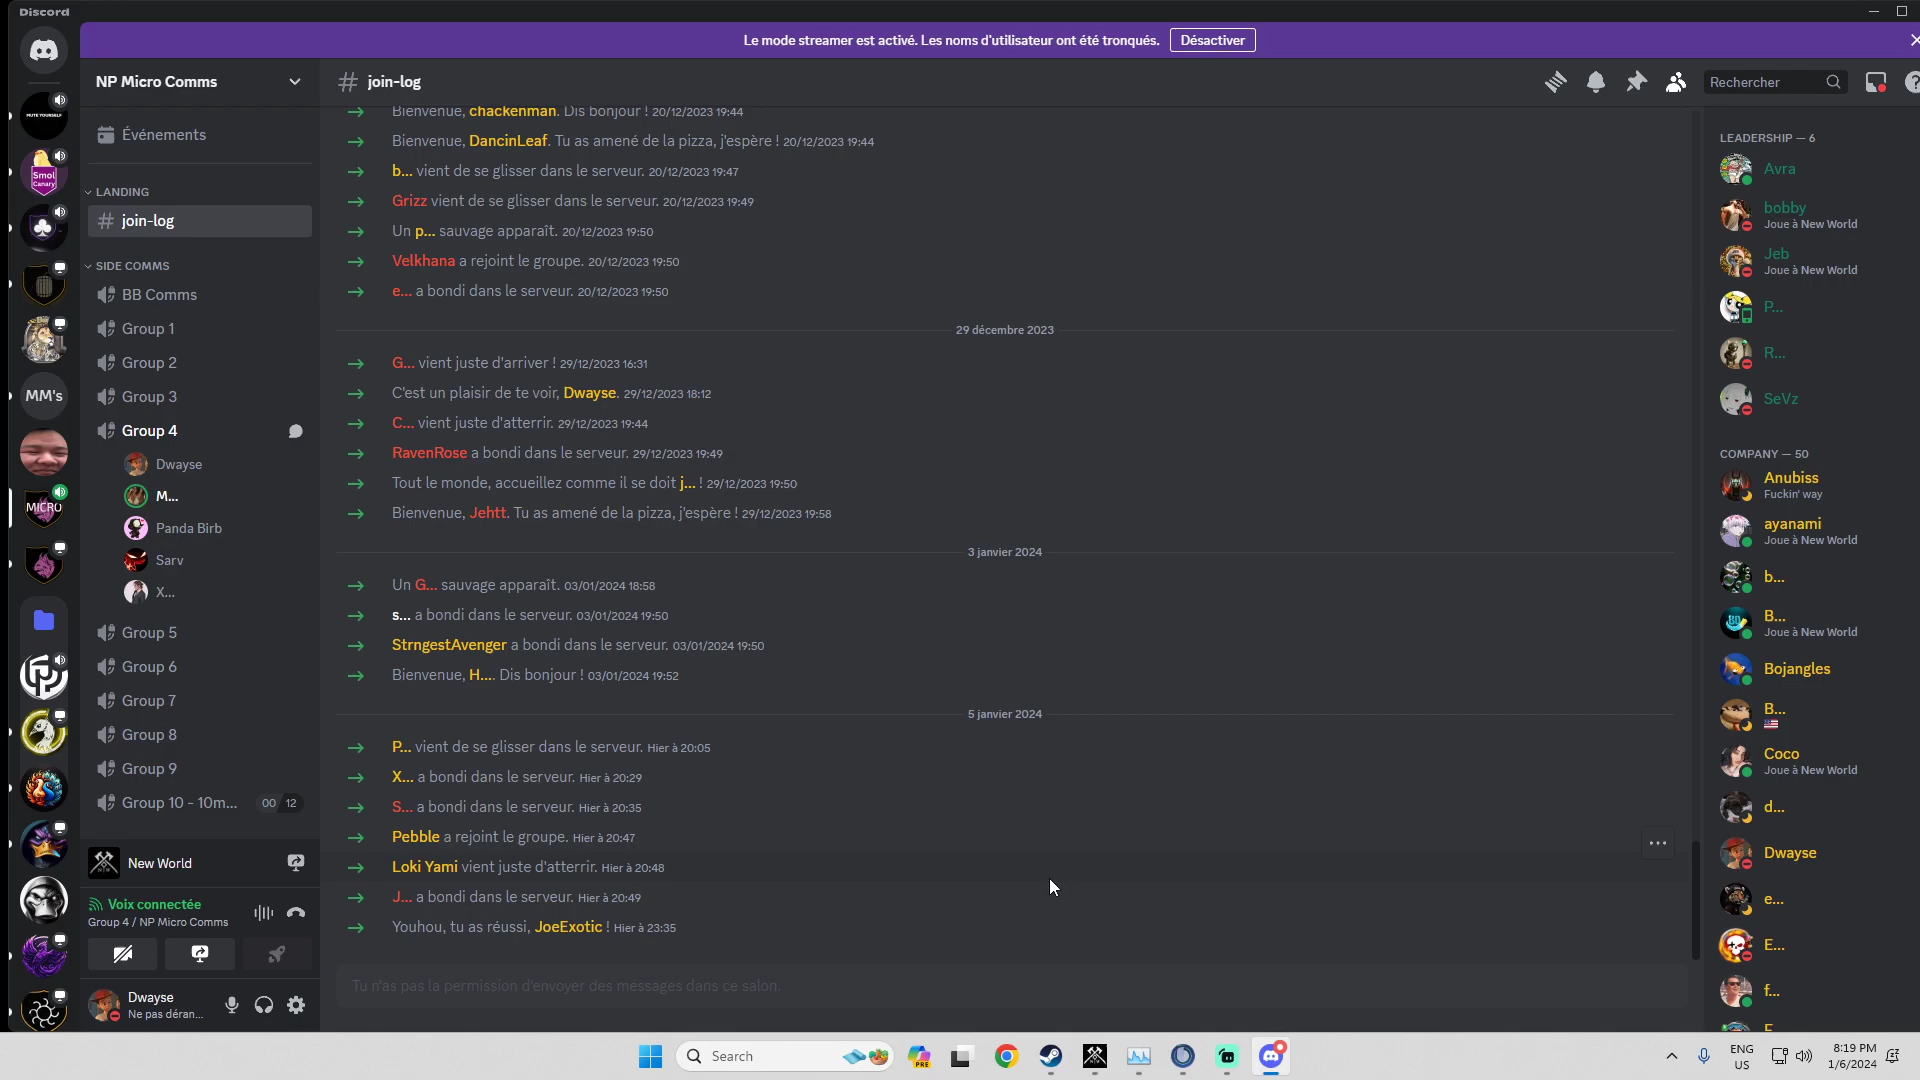 Discord
Le mode streamer est activé. Les noms d'utilisateur ont été tronqués. Désactiver
NP Micro Comms
join-log
Rechercher
MUTE YOURSELF
Smol
Canary
MM's
MICRO
Événements
LANDING
join-log
SIDE COMMS
BB Comms
Group 1
Group 2
Group 3
Group 4
Dwayse
M...
Panda Birb
Sarv
X...
Group 5
Group 6
Group 7
Group 8
Group 9
Group 10 - 10m... 00 12
New World
Voix connectée
Group 4 / NP Micro Comms
Dwayse
Ne pas déran...
Bienvenue, chackenman. Dis bonjour ! 20/12/2023 19:44
Bienvenue, DancinLeaf. Tu as amené de la pizza, j'espère ! 20/12/2023 19:44
b... vient de se glisser dans le serveur. 20/12/2023 19:47
Grizz vient de se glisser dans le serveur. 20/12/2023 19:49
Un p... sauvage apparaît. 20/12/2023 19:50
Velkhana a rejoint le groupe. 20/12/2023 19:50
e... a bondi dans le serveur. 20/12/2023 19:50
29 décembre 2023
G... vient juste d'arriver ! 29/12/2023 16:31
C'est un plaisir de te voir, Dwayse. 29/12/2023 18:12
C... vient juste d'atterrir. 29/12/2023 19:44
RavenRose a bondi dans le serveur. 29/12/2023 19:49
Tout le monde, accueillez comme il se doit j... ! 29/12/2023 19:50
Bienvenue, Jehtt. Tu as amené de la pizza, j'espère ! 29/12/2023 19:58
3 janvier 2024
Un G... sauvage apparaît. 03/01/2024 18:58
s... a bondi dans le serveur. 03/01/2024 19:50
StrngestAvenger a bondi dans le serveur. 03/01/2024 19:50
Bienvenue, H.... Dis bonjour ! 03/01/2024 19:52
5 janvier 2024
P... vient de se glisser dans le serveur. Hier à 20:05
X... a bondi dans le serveur. Hier à 20:29
S... a bondi dans le serveur. Hier à 20:35
Pebble a rejoint le groupe. Hier à 20:47
Loki Yami vient juste d'atterrir. Hier à 20:48
J... a bondi dans le serveur. Hier à 20:49
Youhou, tu as réussi, JoeExotic ! Hier à 23:35
Tu n'as pas la permission d'envoyer des messages dans ce salon.
LEADERSHIP — 6
Avra
bobby
Joue à New World
Jeb
Joue à New World
P...
R...
SeVz
COMPANY — 50
Anubiss
Fuckin' way
ayanami
Joue à New World
b...
B...
Joue à New World
Bojangles
B...
Coco
Joue à New World
d...
Dwayse
e...
E...
f...
Search
PRE
ENG
US
8:19 PM
1/6/2024